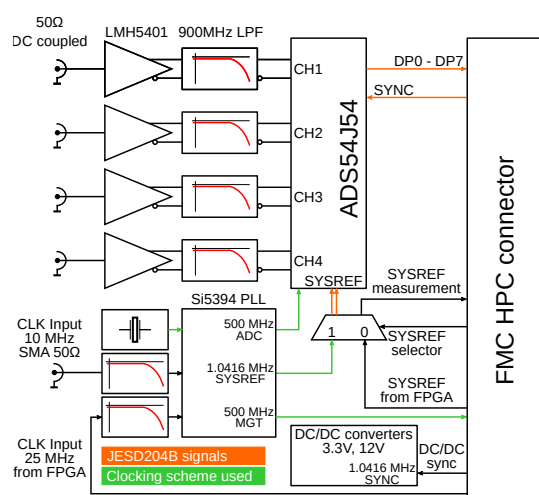 50Ω
DC coupled
LMH5401
900MHz LPF
CH1
CH2
CH3
CH4
ADS54J54
SYSREF
DP0 - DP7
SYNC
FMC HPC connector
SYSREF
measurement
SYSREF
selector
SYSREF
from FPGA
1 0
Si5394 PLL
500 MHz
ADC
1.0416 MHz
SYSREF
500 MHz
MGT
CLK Input
10 MHz
SMA 50Ω
CLK Input
25 MHz
from FPGA
JESD204B signals
Clocking scheme used
DC/DC converters
3.3V, 12V
1.0416 MHz
SYNC
DC/DC
sync